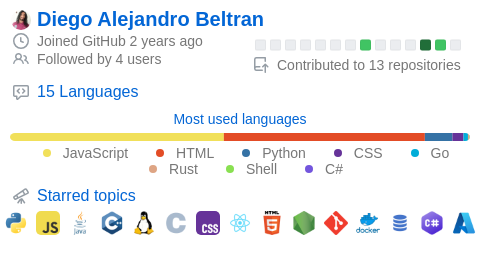 Diego Alejandro Beltran
Joined GitHub 2 years ago
Followed by 4 users
Contributed to 13 repositories
15 Languages
Most used languages
JavaScript HTML Python CSS Go
Rust Shell C#
Starred topics
JS Java C++ C CSS HTML git docker C#